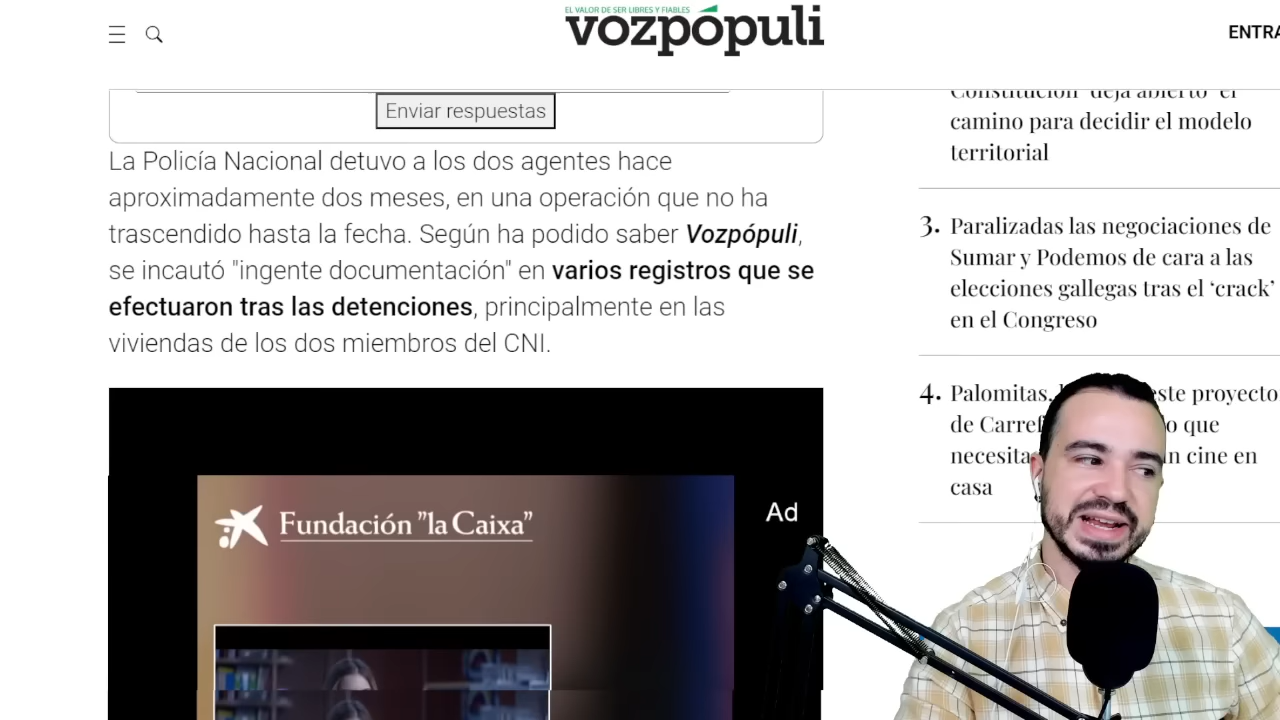 EL VALOR DE SER LIBRES Y FIABLES
vozpópuli
ENTRA
Enviar respuestas
La Policía Nacional detuvo a los dos agentes hace
aproximadamente dos meses, en una operación que no ha
trascendido hasta la fecha. Según ha podido saber Vozpópuli,
se incautó "ingente documentación" en varios registros que se
efectuaron tras las detenciones, principalmente en las
viviendas de los dos miembros del CNI.
Fundación "la Caixa"
Ad
Constitución "deja abierto" el
camino para decidir el modelo
territorial
3. Paralizadas las negociaciones de
Sumar y Podemos de cara a las
elecciones gallegas tras el ‘crack’
en el Congreso
4. Palomitas, este proyecto
de que
necesita cine en
casa